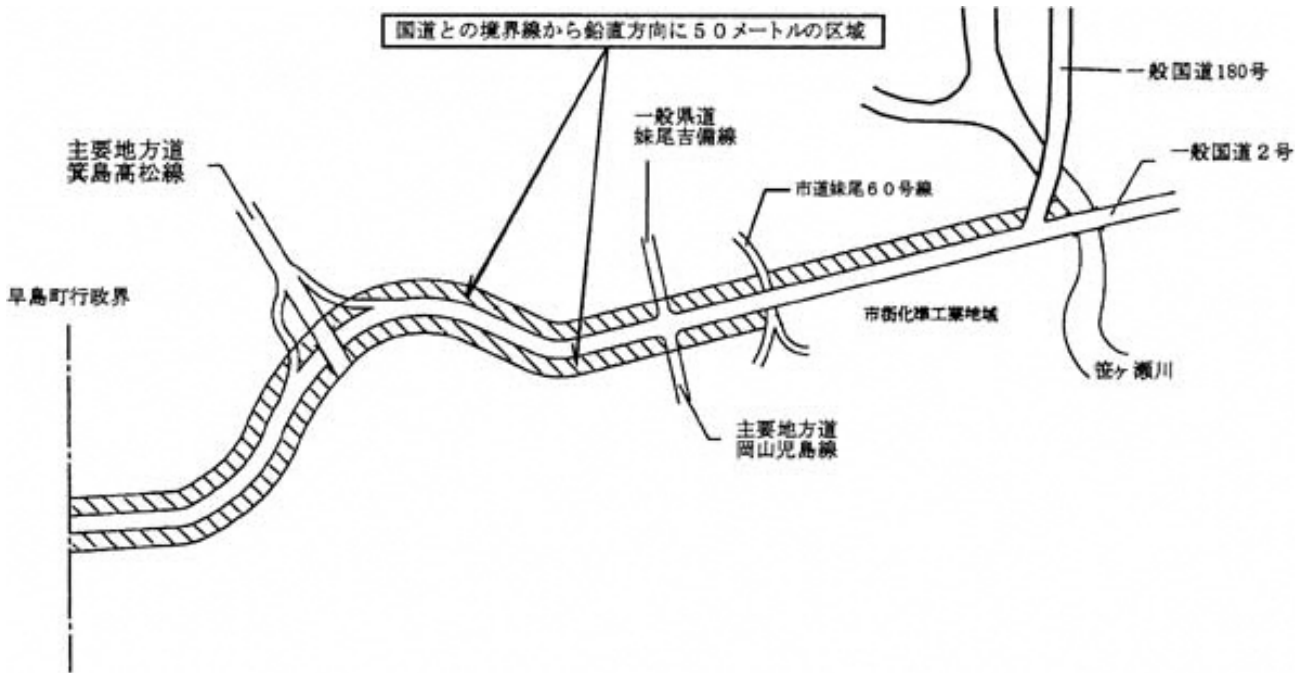 国道との境界線から鉛直方向に50メートルの区域
一般国道180号
一般県道
妹尾吉備線
主要地方道
箕島高松線
一般国道2号
市道妹尾60号線
早島町行政界
市街化準工業地域
笹ヶ瀬川
主要地方道
岡山児島線